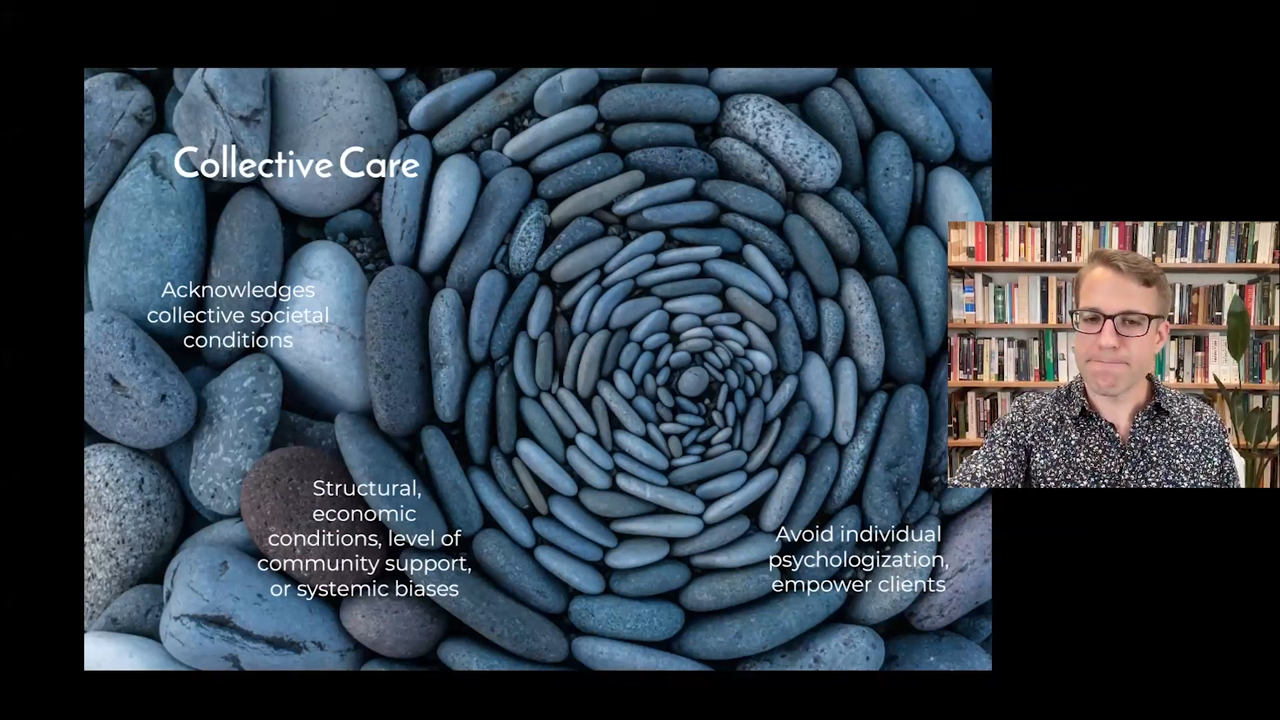 Collective Care
Acknowledges
collective societal
conditions
Structural,
economic
conditions, level of
community support,
or systemic biases
Avoid individual
psychologization,
empower clients